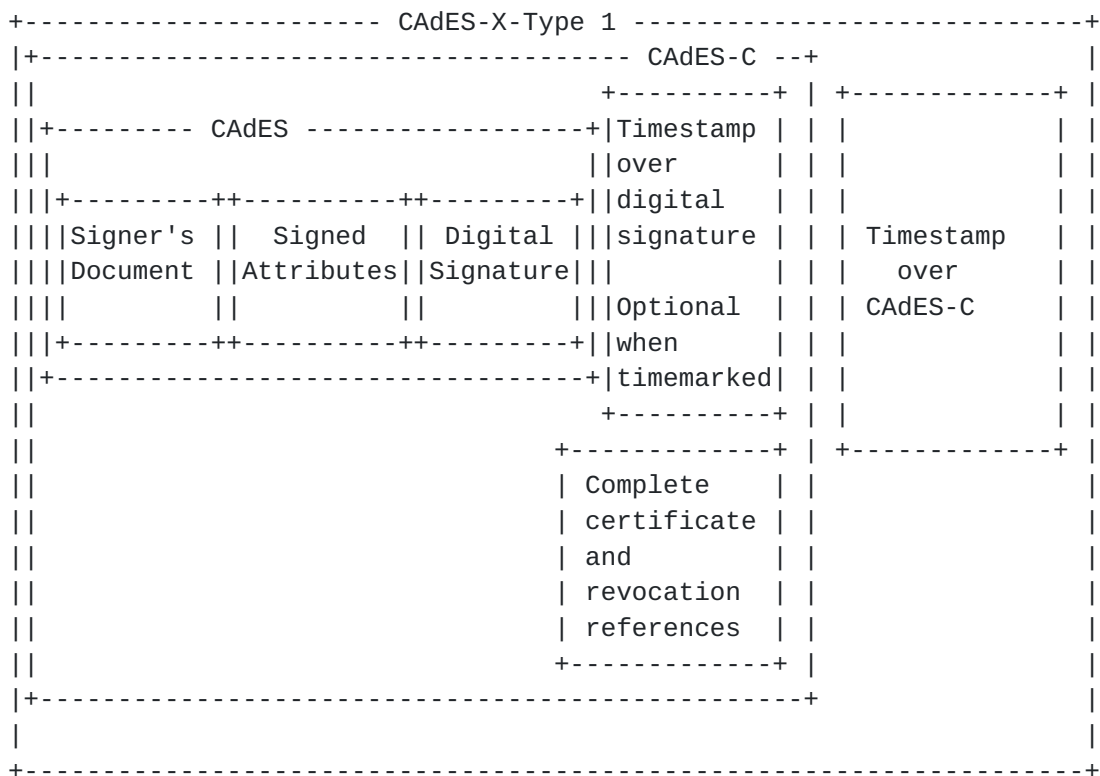 +----------------------- CAdES-X-Type 1 -----------------------------+
|+-------------------------------------- CAdES-C --+                 |
||                                    +----------+ | +-------------+ |
||+--------- CAdES ------------------+|Timestamp | | |             | |
|||                                  ||over      | | |             | |
|||+---------++----------++---------+||digital   | | |             | |
||||Signer's ||  Signed  || Digital |||signature | | | Timestamp   | |
||||Document ||Attributes||Signature|||          | | |   over      | |
||||         ||          ||         |||Optional  | | | CAdES-C     | |
|||+---------++----------++---------+||when      | | |             | |
||+----------------------------------+|timemarked| | |             | |
||                                    +----------+ | |             | |
||                                 +-------------+ | +-------------+ |
||                                 | Complete    | |                 |
||                                 | certificate | |                 |
||                                 | and         | |                 |
||                                 | revocation  | |                 |
||                                 | references  | |                 |
||                                 +-------------+ |                 |
|+-------------------------------------------------+                 |
|                                                                    |
+--------------------------------------------------------------------+